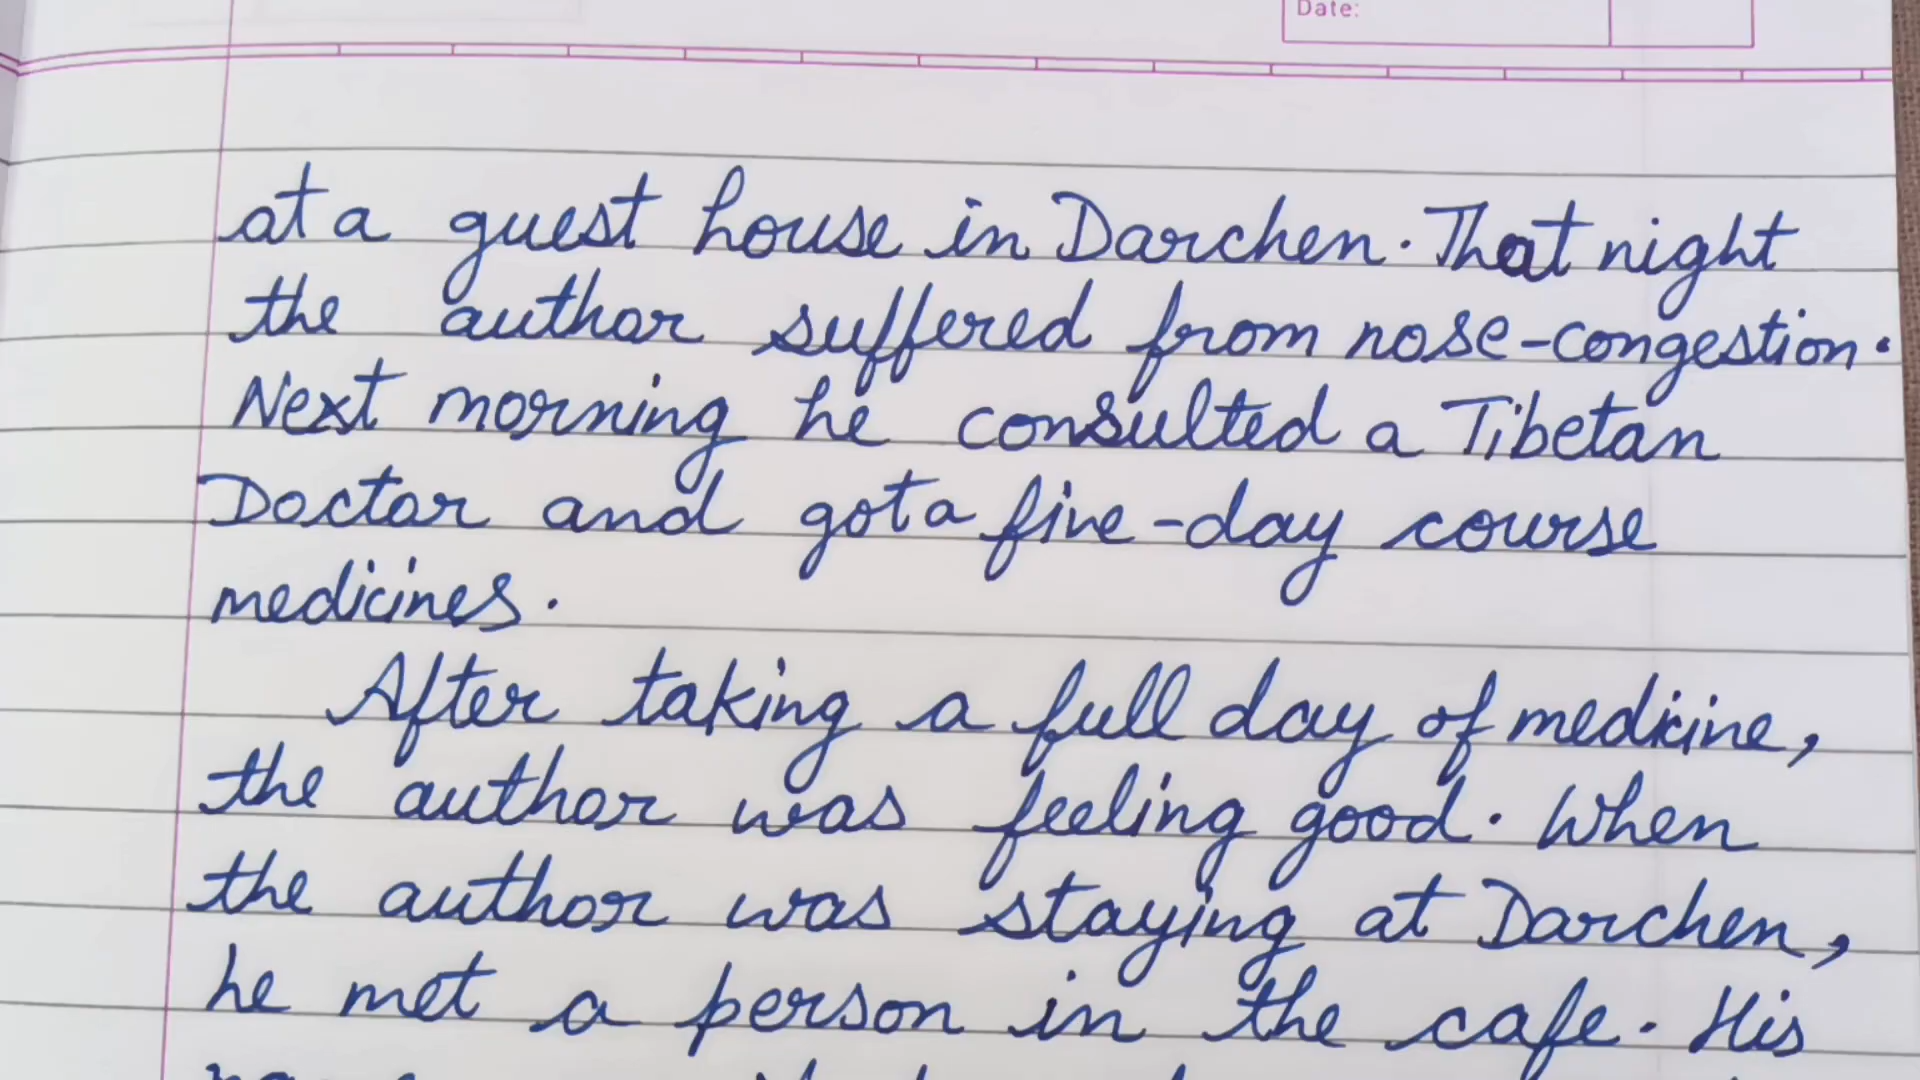 Date:
at a guest house in Darchen. That night
the author suffered from nose-congestion.
Next morning he consulted a Tibetan
Doctor and got a five-day course
medicines.
After taking a full day of medicine,
the author was feeling good. When
the author was staying at Darchen,
he met a person in the cafe. His